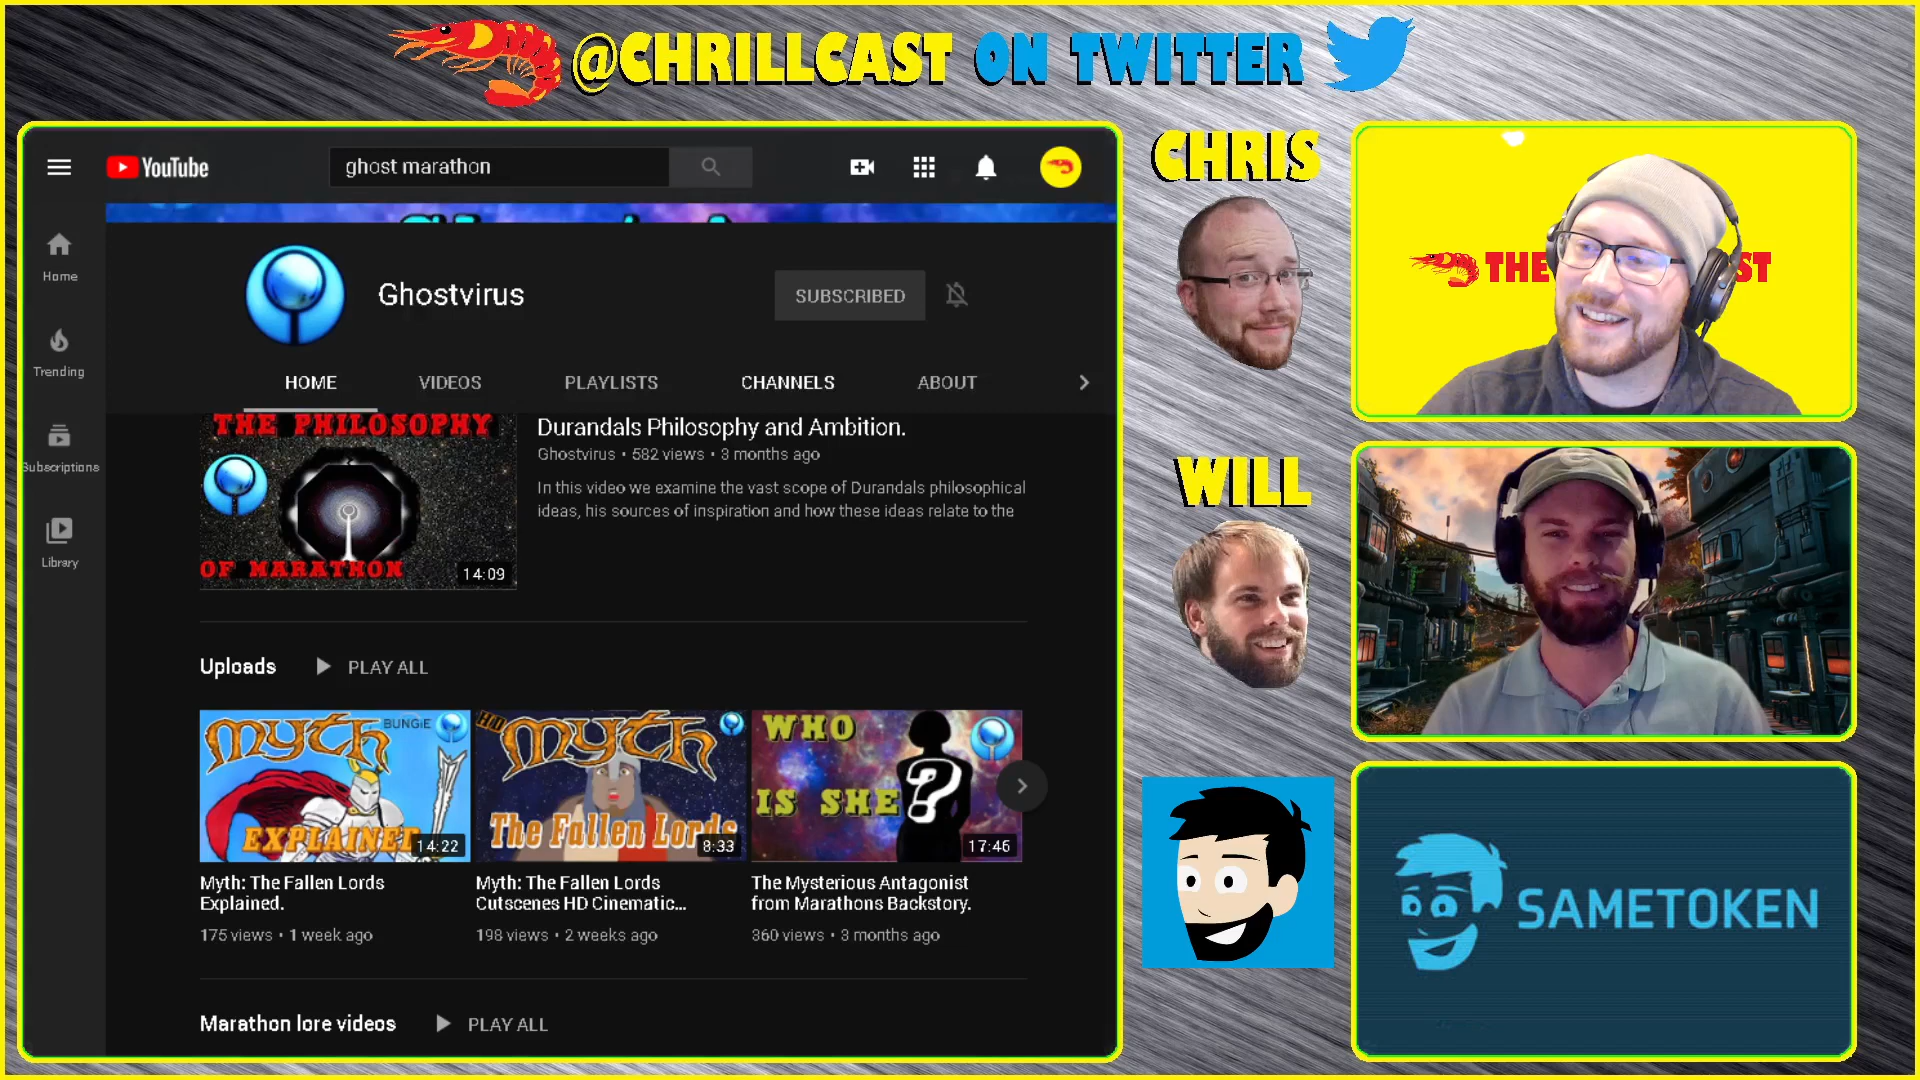 @CHRILLCAST ON TWITTER
YouTube
ghost marathon
Home
Trending
Subscriptions
Library
Ghostvirus
SUBSCRIBED
HOME
VIDEOS
PLAYLISTS
CHANNELS
ABOUT
THE PHILOSOPHY
OF MARATHON
14:09
Durandals Philosophy and Ambition.
Ghostvirus • 582 views • 3 months ago
In this video we examine the vast scope of Durandals philosophical
ideas, his sources of inspiration and how these ideas relate to the
Uploads
PLAY ALL
myth
BUNGiE
EXPLAINED
14:22
Myth: The Fallen Lords
Explained.
175 views • 1 week ago
HD
myth
The Fallen Lords
8:33
Myth: The Fallen Lords
Cutscenes HD Cinematic...
198 views • 2 weeks ago
WHO
IS SHE
?
17:46
The Mysterious Antagonist
from Marathons Backstory.
360 views • 3 months ago
Marathon lore videos
PLAY ALL
CHRIS
THE
ST
WILL
SAMETOKEN